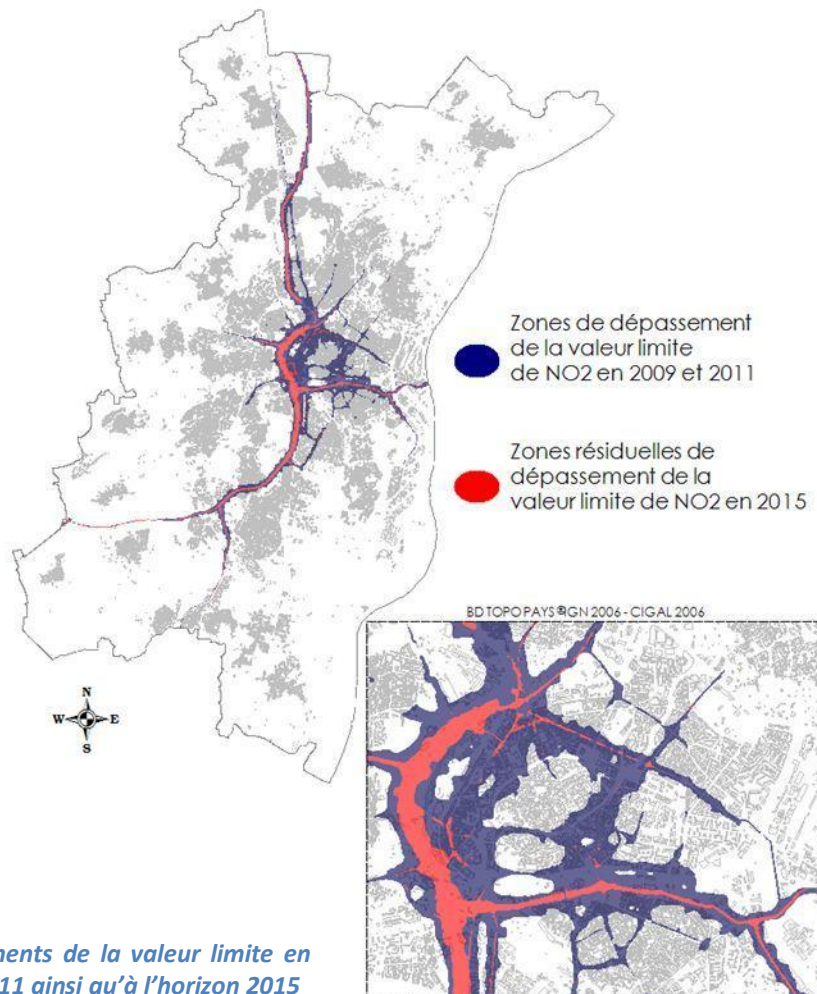 Zones de dépassement
de la valeur limite
de NO2 en 2009 et 2011
Zones résiduelles de
dépassement de la
valeur limite de NO2 en 2015
BD TOPO PAYS ©IGN 2006 - CIGAL 2006
N
W E
S
ments de la valeur limite en
11 ainsi qu'à l'horizon 2015